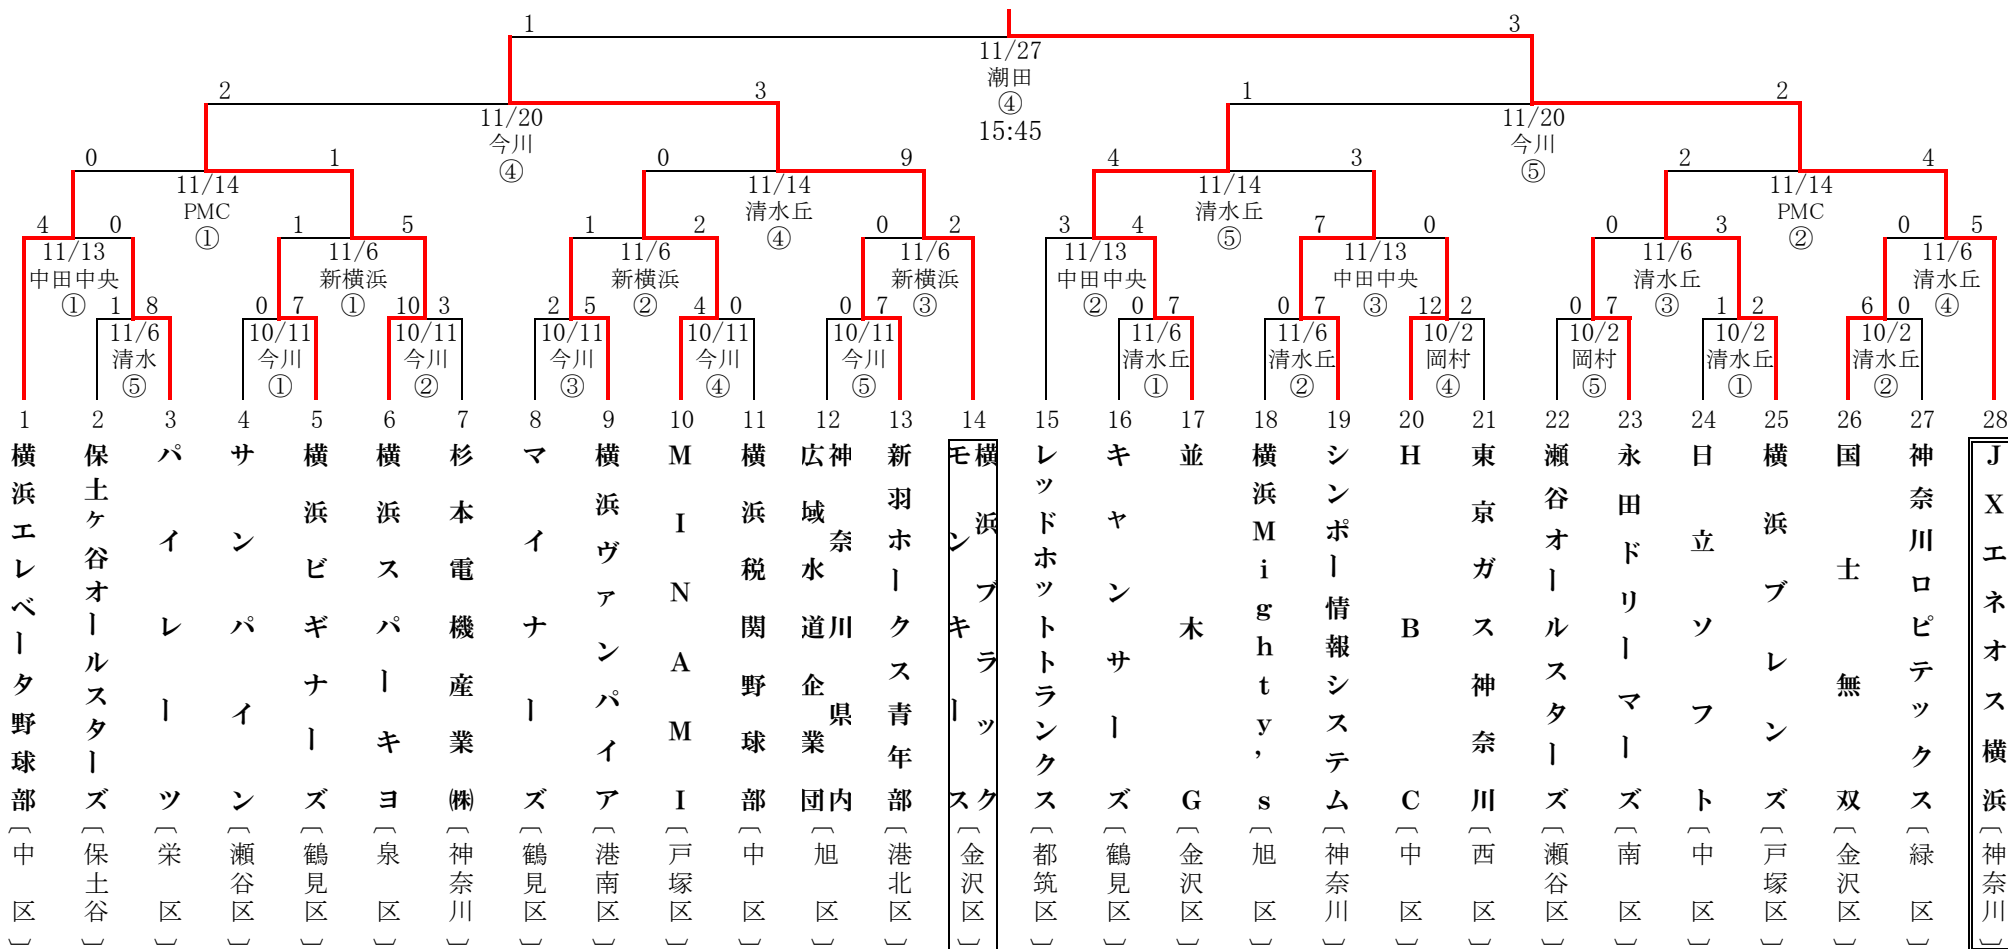 1 3
11/27
潮田
④
15:45
2 3 1 2
11/20 11/20
今川 今川
④ ⑤
0 1 0 9 4 3 2 4
11/14 11/14 11/14 11/14
PMC 清水丘 清水丘 PMC
① ④ ⑤ ②
4 0 1 5 1 2 0 2 3 4 7 0 0 3 0 5
11/13 11/6 11/6 11/6 11/13 11/13 11/6 11/6
中田中央 新横浜 新横浜 新横浜 中田中央 中田中央 清水丘 清水丘
① ① ② ③ ② ③ ③ ④
1 8 0 7 10 3 2 5 4 0 0 7 0 7 0 7 12 2 0 7 1 2 6 0
11/6 10/11 10/11 10/11 10/11 10/11 11/6 11/6 10/2 10/2 10/2 10/2
清水 今川 今川 今川 今川 今川 清水丘 清水丘 岡村 岡村 清水丘 清水丘
⑤ ① ② ③ ④ ⑤ ① ② ④ ⑤ ① ②
1 横浜エレベータ野球部 〔中区〕
2 保土ヶ谷オールスターズ 〔保土谷〕
3 パイレーツ 〔栄区〕
4 サンパイン 〔瀬谷区〕
5 横浜ビギナーズ 〔鶴見区〕
6 横浜スパーキーヨ 〔泉区〕
7 杉本電機産業㈱ 〔神奈川〕
8 マイナーズ 〔鶴見区〕
9 横浜ヴァンパイア 〔港南区〕
10 MINAMI 〔戸塚区〕
11 横浜税関野球部 〔中区〕
12 神奈川県内広域水道企業団 〔旭区〕
13 新羽ホークス青年部 〔港北区〕
14 横浜ブラックモンキース 〔金沢区〕
15 レッドホットトランクス 〔都筑区〕
16 キャンサーズ 〔鶴見区〕
17 並木G 〔金沢区〕
18 横浜Mighty's 〔旭区〕
19 シンポー情報システム 〔神奈川〕
20 HBC 〔中区〕
21 東京ガス神奈川 〔西区〕
22 瀬谷オールスターズ 〔瀬谷区〕
23 永田ドリーマーズ 〔南区〕
24 日立ソフト 〔中区〕
25 横浜ブレンズ 〔戸塚区〕
26 国士無双 〔金沢区〕
27 神奈川ロピテックス 〔緑区〕
28 JXエネオス横浜 〔神奈川〕